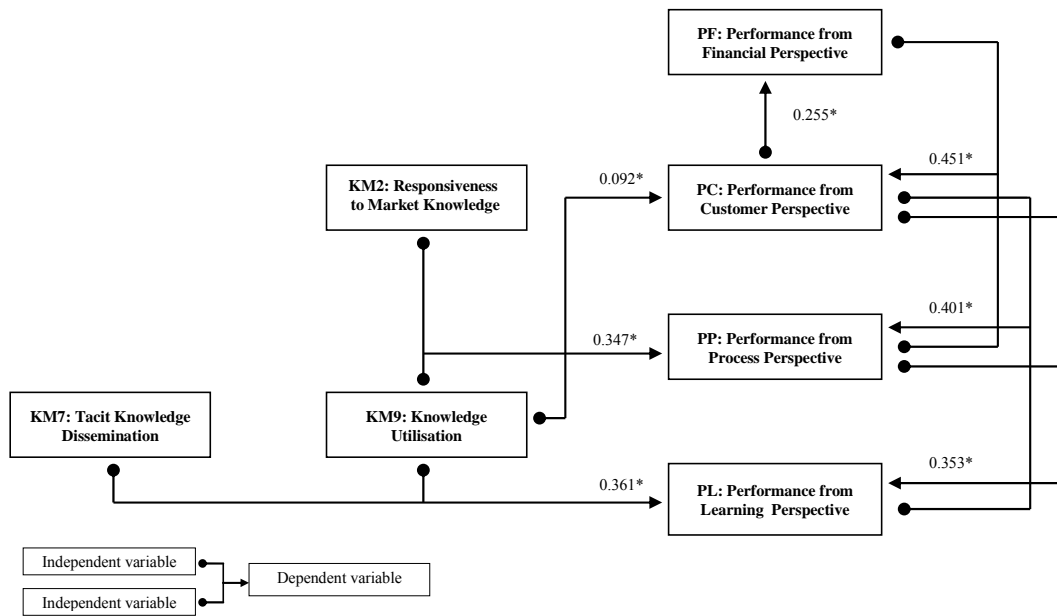 PF: Performance from
Financial Perspective
0.255*
KM2: Responsiveness
to Market Knowledge
0.092*
PC: Performance from
Customer Perspective
0.451*
0.347*
PP: Performance from
Process Perspective
0.401*
KM7: Tacit Knowledge
Dissemination
KM9: Knowledge
Utilisation
0.361*
PL: Performance from
Learning Perspective
0.353*
Independent variable
Independent variable
Dependent variable